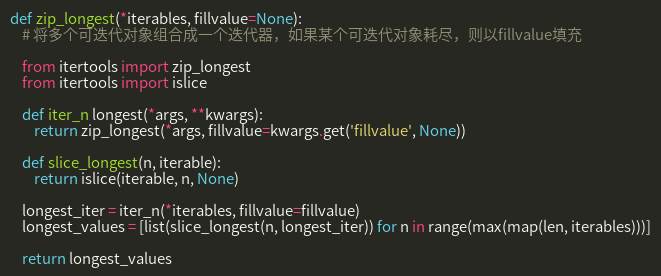 def zip_longest(*iterables, fillvalue=None):
# 将多个可迭代对象组合成一个迭代器，如果某个可迭代对象耗尽，则以fillvalue填充
from itertools import zip_longest
from itertools import islice
def iter_n longest(*args, **kwargs):
return zip_longest(*args, fillvalue=kwargs.get('fillvalue', None))
def slice_longest(n, iterable):
return islice(iterable, n, None)
longest_iter = iter_n(*iterables, fillvalue=fillvalue)
longest_values = [list(slice_longest(n, longest_iter)) for n in range(max(map(len, iterables)))]
return longest_values